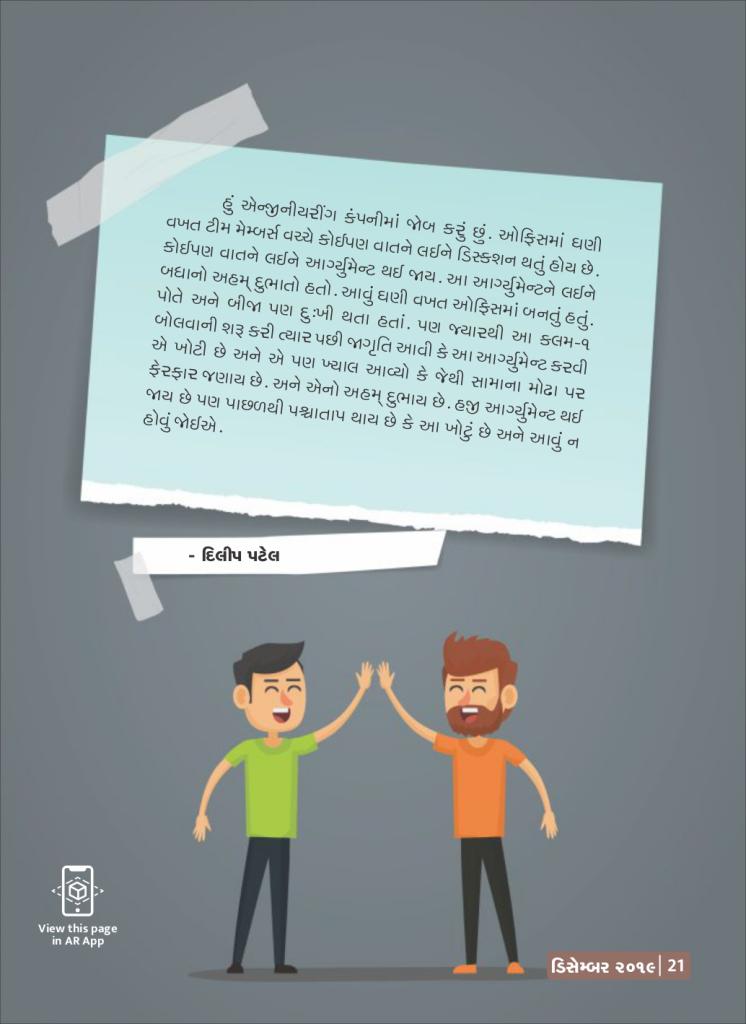 હું એન્જીનીયરીંગ કંપનીમાં જોબ કરું છું. ઓફિસમાં ઘણી
વખત ટીમ મેમ્બર્સ વચ્ચે કોઈપણ વાતને લઈને ડિસ્કશન થતું હોય છે.
કોઈપણ વાતને લઈને આર્ગ્યુમેન્ટ થઈ જાય. આ આર્ગ્યુમેન્ટને લઈને
બધાનો અહમ્ દુભાતો હતો. આવું ઘણી વખત ઓફિસમાં બનતું હતું.
પોતે અને બીજા પણ દુ:ખી થતા હતાં. પણ જ્યારથી આ કલમ-૧
બોલવાની શરૂ કરી ત્યાર પછી જાગૃતિ આવી કે આ આર્ગ્યુમેન્ટ કરવી
એ ખોટી છે અને એ પણ ખ્યાલ આવ્યો કે જેથી સામાના મોઢા પર
ફેરફાર જણાય છે. અને એનો અહમ્ દુભાય છે. હજી આર્ગ્યુમેન્ટ થઈ
જાય છે પણ પાછળથી પશ્ચાતાપ થાય છે કે આ ખોટું છે અને આવું ન
હોવું જોઈએ.
- દિલીપ પટેલ
View this page
in AR App
ડિસેમ્બર ૨૦૧૯ | 21